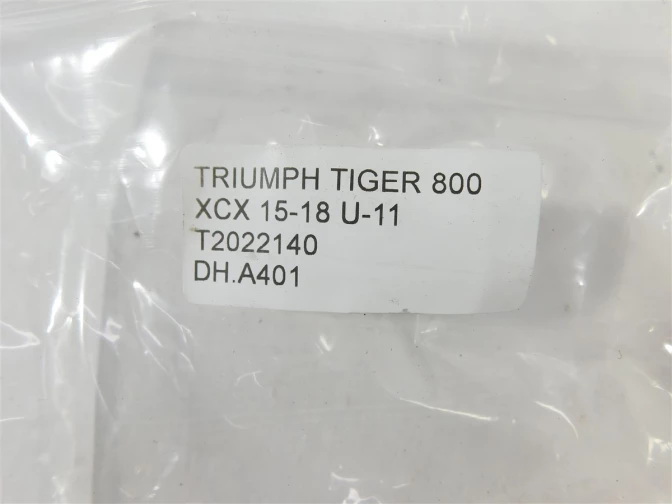 TRIUMPH TIGER 800
XCX 15-18 U-11
T2022140
DH.A401